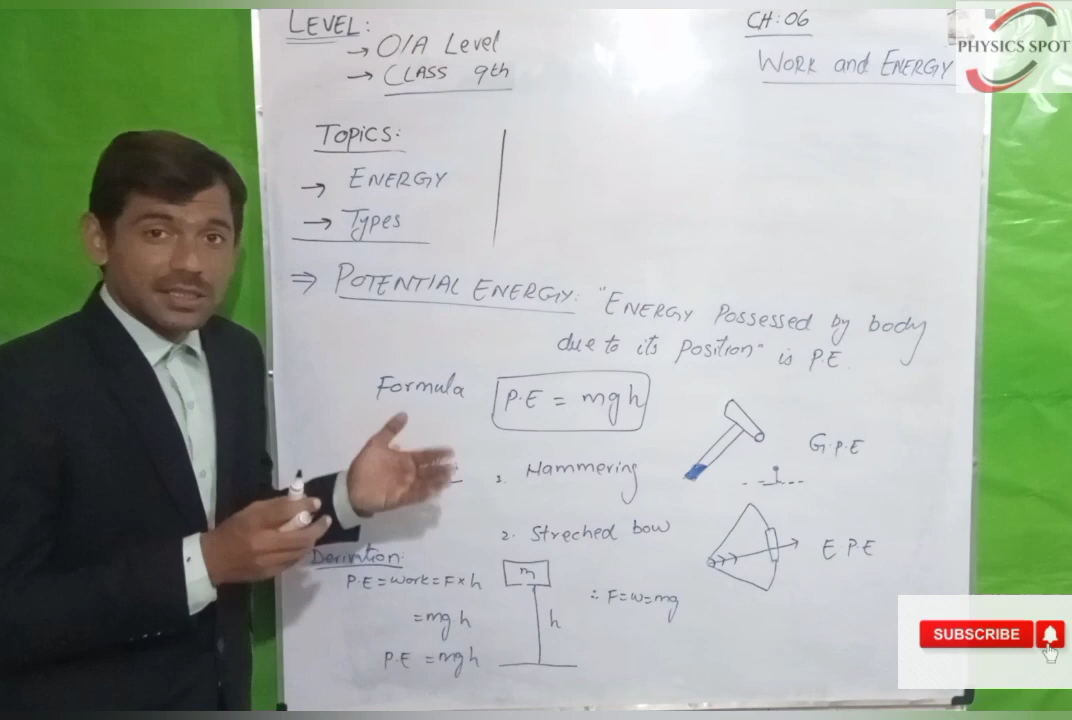 LEVEL:
→ O/A Level
→ CLASS 9th
CH:06
WORK and ENERGY
PHYSICS SPOT
TOPICS:
→ ENERGY
→ Types
⇒ POTENTIAL ENERGY: "ENERGY Possessed by body
due to its position" is P.E.
Formula
P.E = mgh
1. Hammering
G.P.E
2. Streched bow
E.P.E
Derivation:
P.E = Work = F x h
= mg h
P.E = mgh
m
h
∴ F=w=mg
SUBSCRIBE